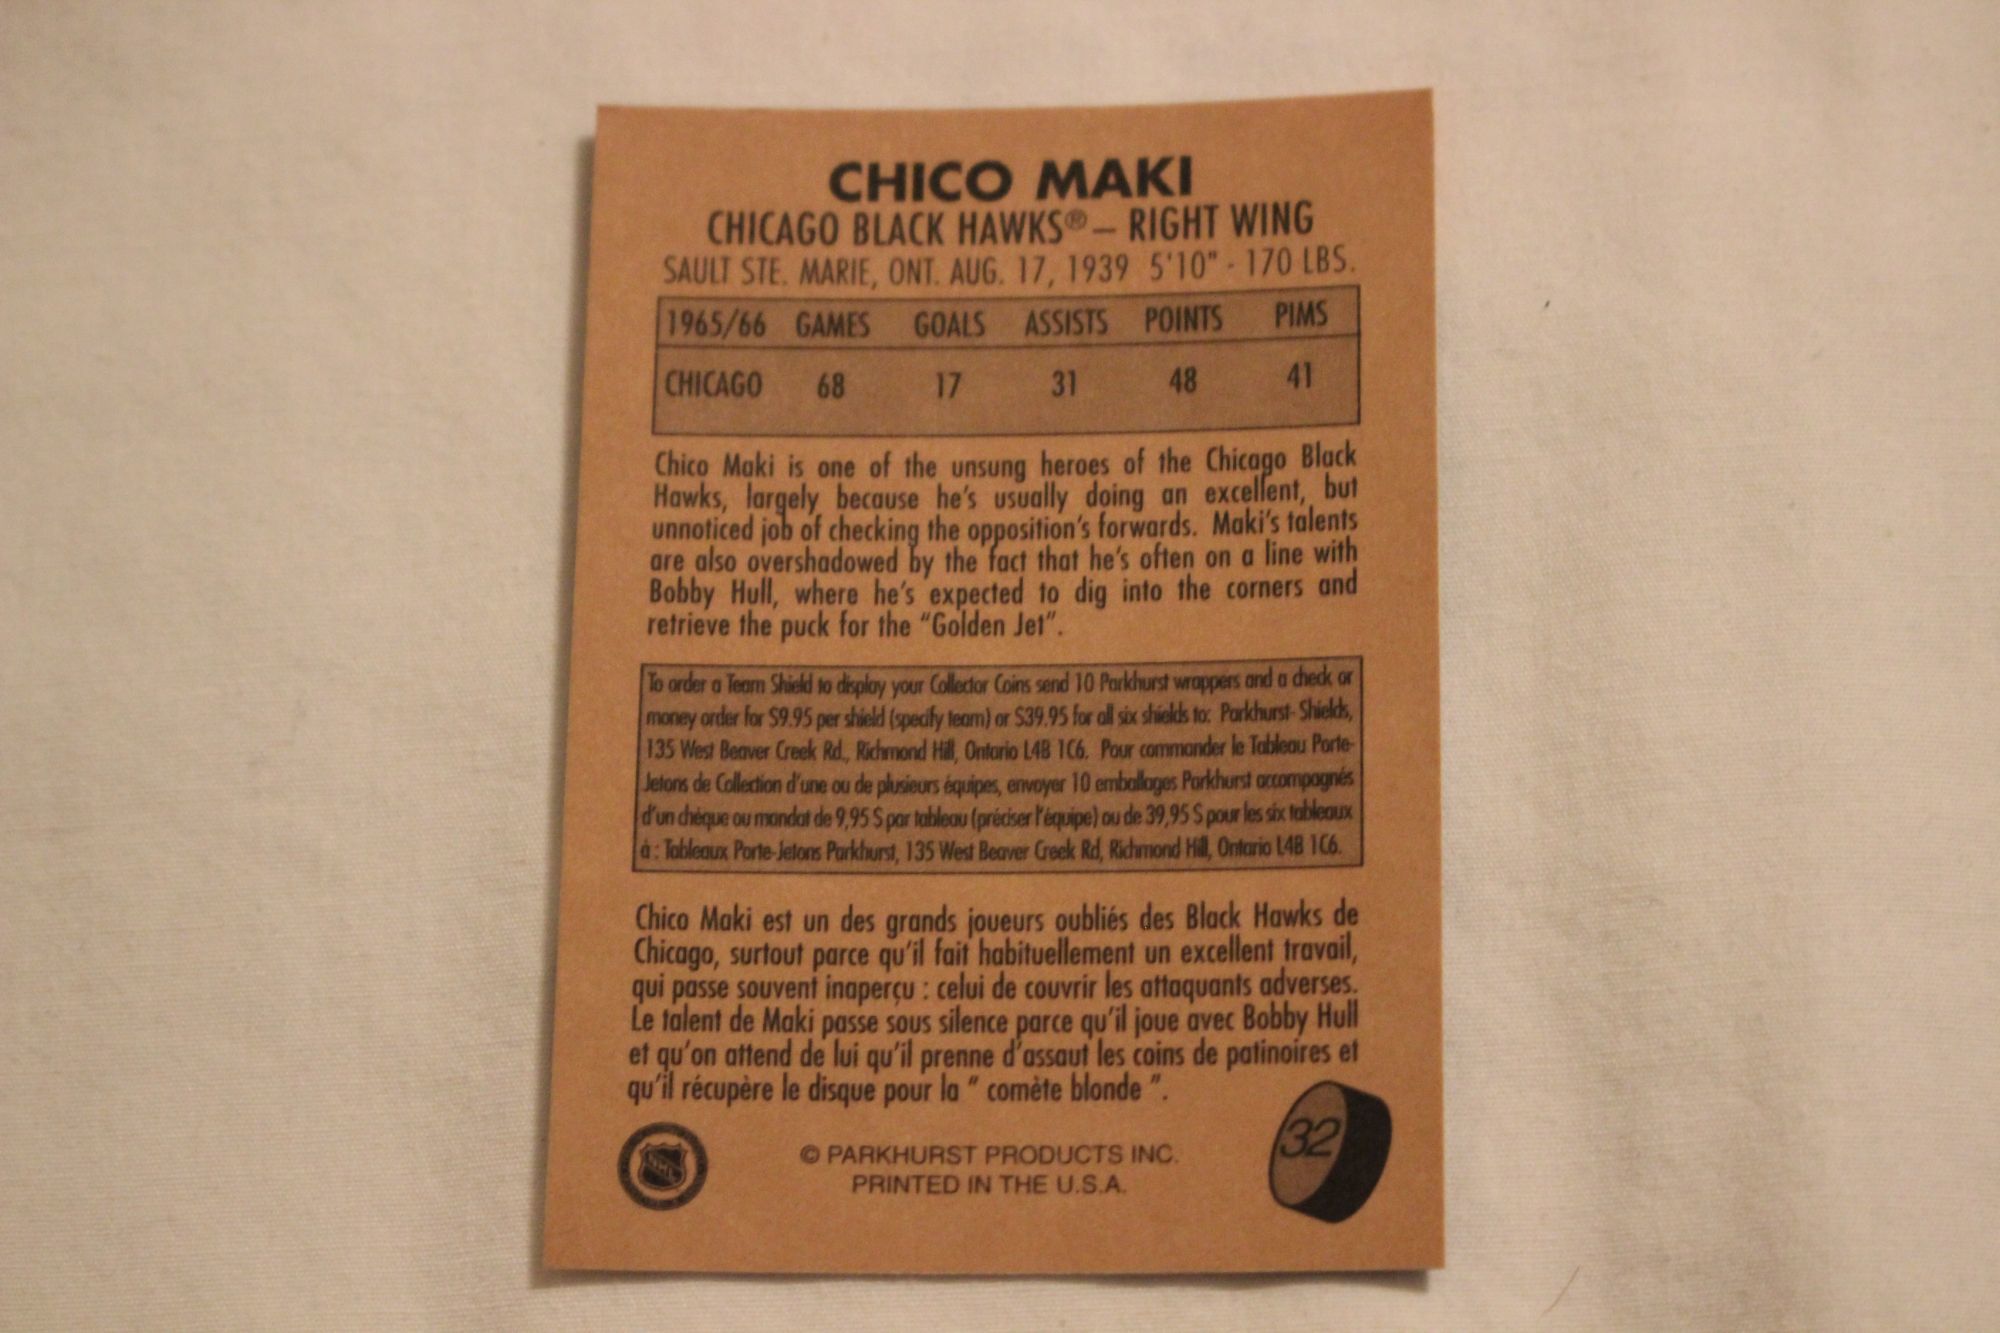 CHICO MAKI
CHICAGO BLACK HAWKS® – RIGHT WING
SAULT STE. MARIE, ONT. AUG. 17, 1939 5'10" - 170 LBS.
1965/66 GAMES GOALS ASSISTS POINTS PIMS
CHICAGO 68 17 31 48 41
Chico Maki is one of the unsung heroes of the Chicago Black
Hawks, largely because he's usually doing an excellent, but
unnoticed job of checking the opposition's forwards. Maki's talents
are also overshadowed by the fact that he's often on a line with
Bobby Hull, where he's expected to dig into the corners and
retrieve the puck for the "Golden Jet".
To order a Team Shield to display your Collector Coins send 10 Parkhurst wrappers and a check or
money order for $9.95 per shield (specify team) or $39.95 for all six shields to: Parkhurst- Shields,
135 West Beaver Creek Rd., Richmond Hill, Ontario L4B 1C6. Pour commander le Tableau Porte-
Jetons de Collection d'une ou de plusieurs équipes, envoyer 10 emballages Parkhurst accompagnés
d'un chèque ou mandat de 9,95 $ par tableau (préciser l'équipe) ou de 39,95 $ pour les six tableaux
à : Tableaux Porte-Jetons Parkhurst, 135 West Beaver Creek Rd, Richmond Hill, Ontario L4B 1C6.
Chico Maki est un des grands joueurs oubliés des Black Hawks de
Chicago, surtout parce qu'il fait habituellement un excellent travail,
qui passe souvent inaperçu : celui de couvrir les attaquants adverses.
Le talent de Maki passe sous silence parce qu'il joue avec Bobby Hull
et qu'on attend de lui qu'il prenne d'assaut les coins de patinoires et
qu'il récupère le disque pour la " comète blonde ".
NHL
© PARKHURST PRODUCTS INC.
PRINTED IN THE U.S.A.
32